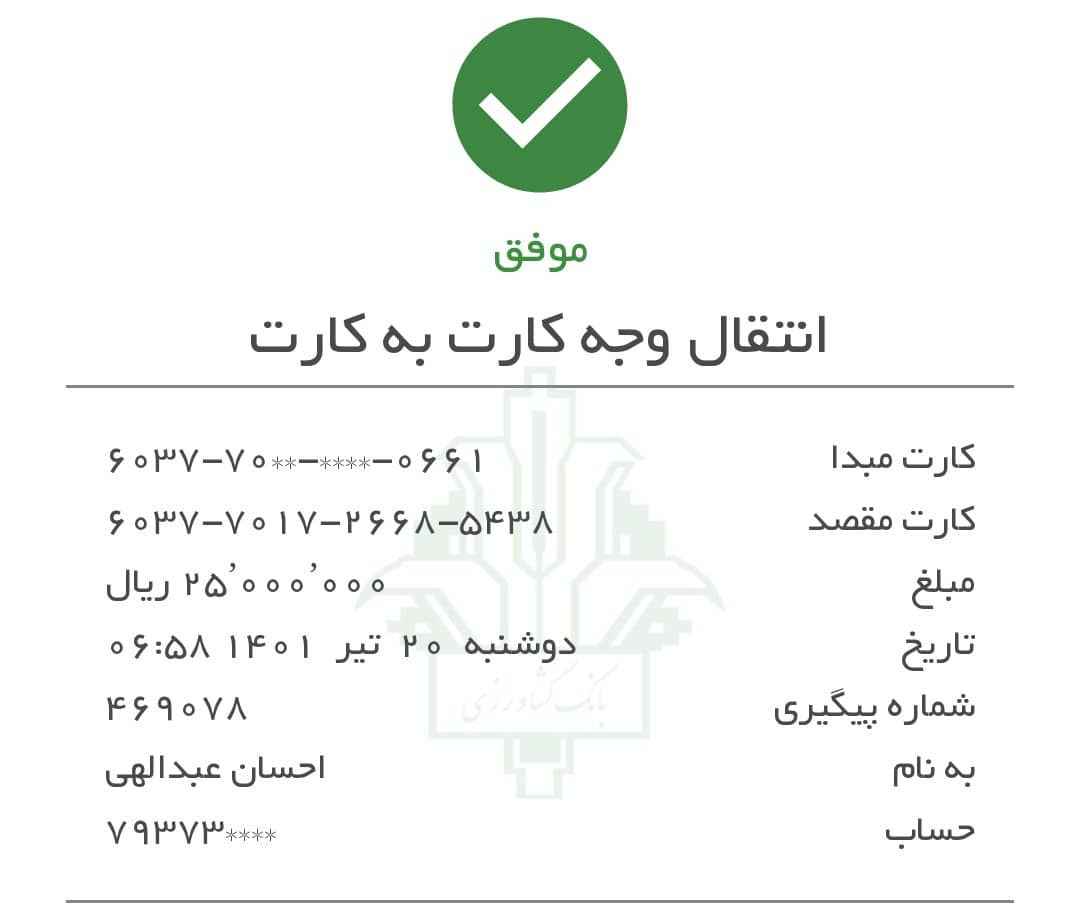 موفق
انتقال وجه کارت به کارت
کارت مبدا ۶۰۳۷-۷۰**-****-۰۶۶۱
کارت مقصد ۶۰۳۷-۷۰۱۷-۲۶۶۸-۵۴۳۸
مبلغ ۲۵٬۰۰۰٬۰۰۰ ریال
تاریخ دوشنبه ۲۰ تیر ۱۴۰۱ ۰۶:۵۸
شماره پیگیری ۴۶۹۰۷۸
به نام احسان عبدالهی
حساب ۷۹۳۷۳****
بانک کشاورزی